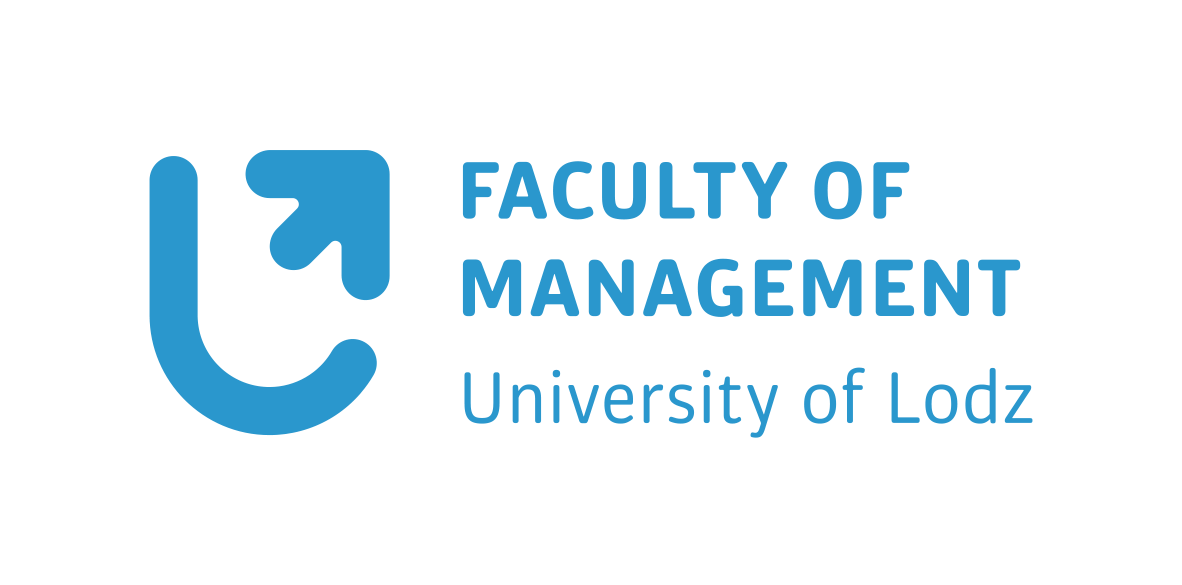 FACULTY OF
MANAGEMENT
University of Lodz